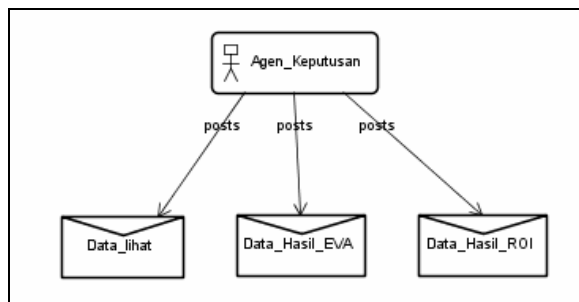 Agen_Keputusan
posts posts posts
Data_lihat Data_Hasil_EVA Data_Hasil_ROI